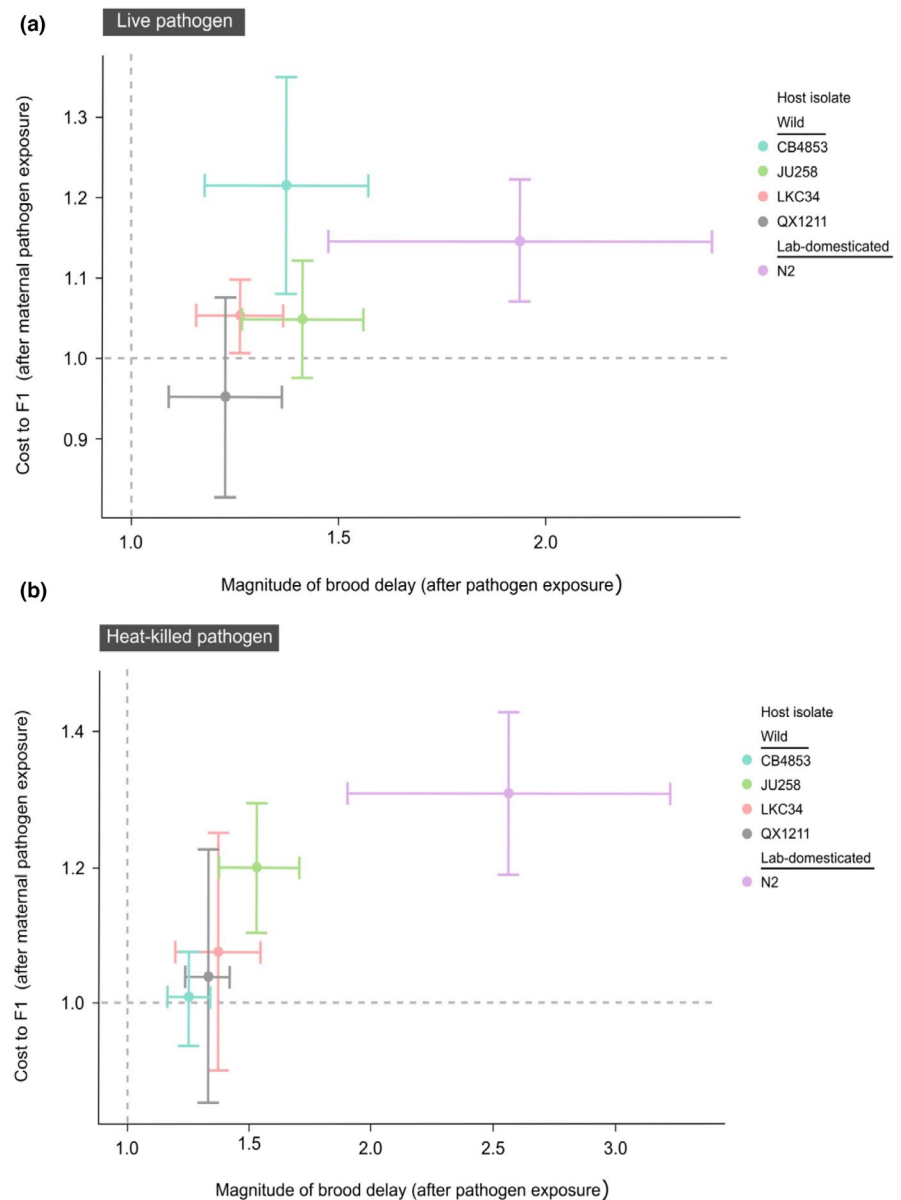 (a)
Live pathogen
Cost to F1 (after maternal pathogen exposure)
1.3
1.2
1.1
1.0
0.9
1.0
1.5
2.0
Magnitude of brood delay (after pathogen exposure)
Host isolate
Wild
CB4853
JU258
LKC34
QX1211
Lab-domesticated
N2
(b)
Heat-killed pathogen
Cost to F1 (after maternal pathogen exposure)
1.4
1.2
1.0
1.0
1.5
2.0
2.5
3.0
Magnitude of brood delay (after pathogen exposure)
Host isolate
Wild
CB4853
JU258
LKC34
QX1211
Lab-domesticated
N2